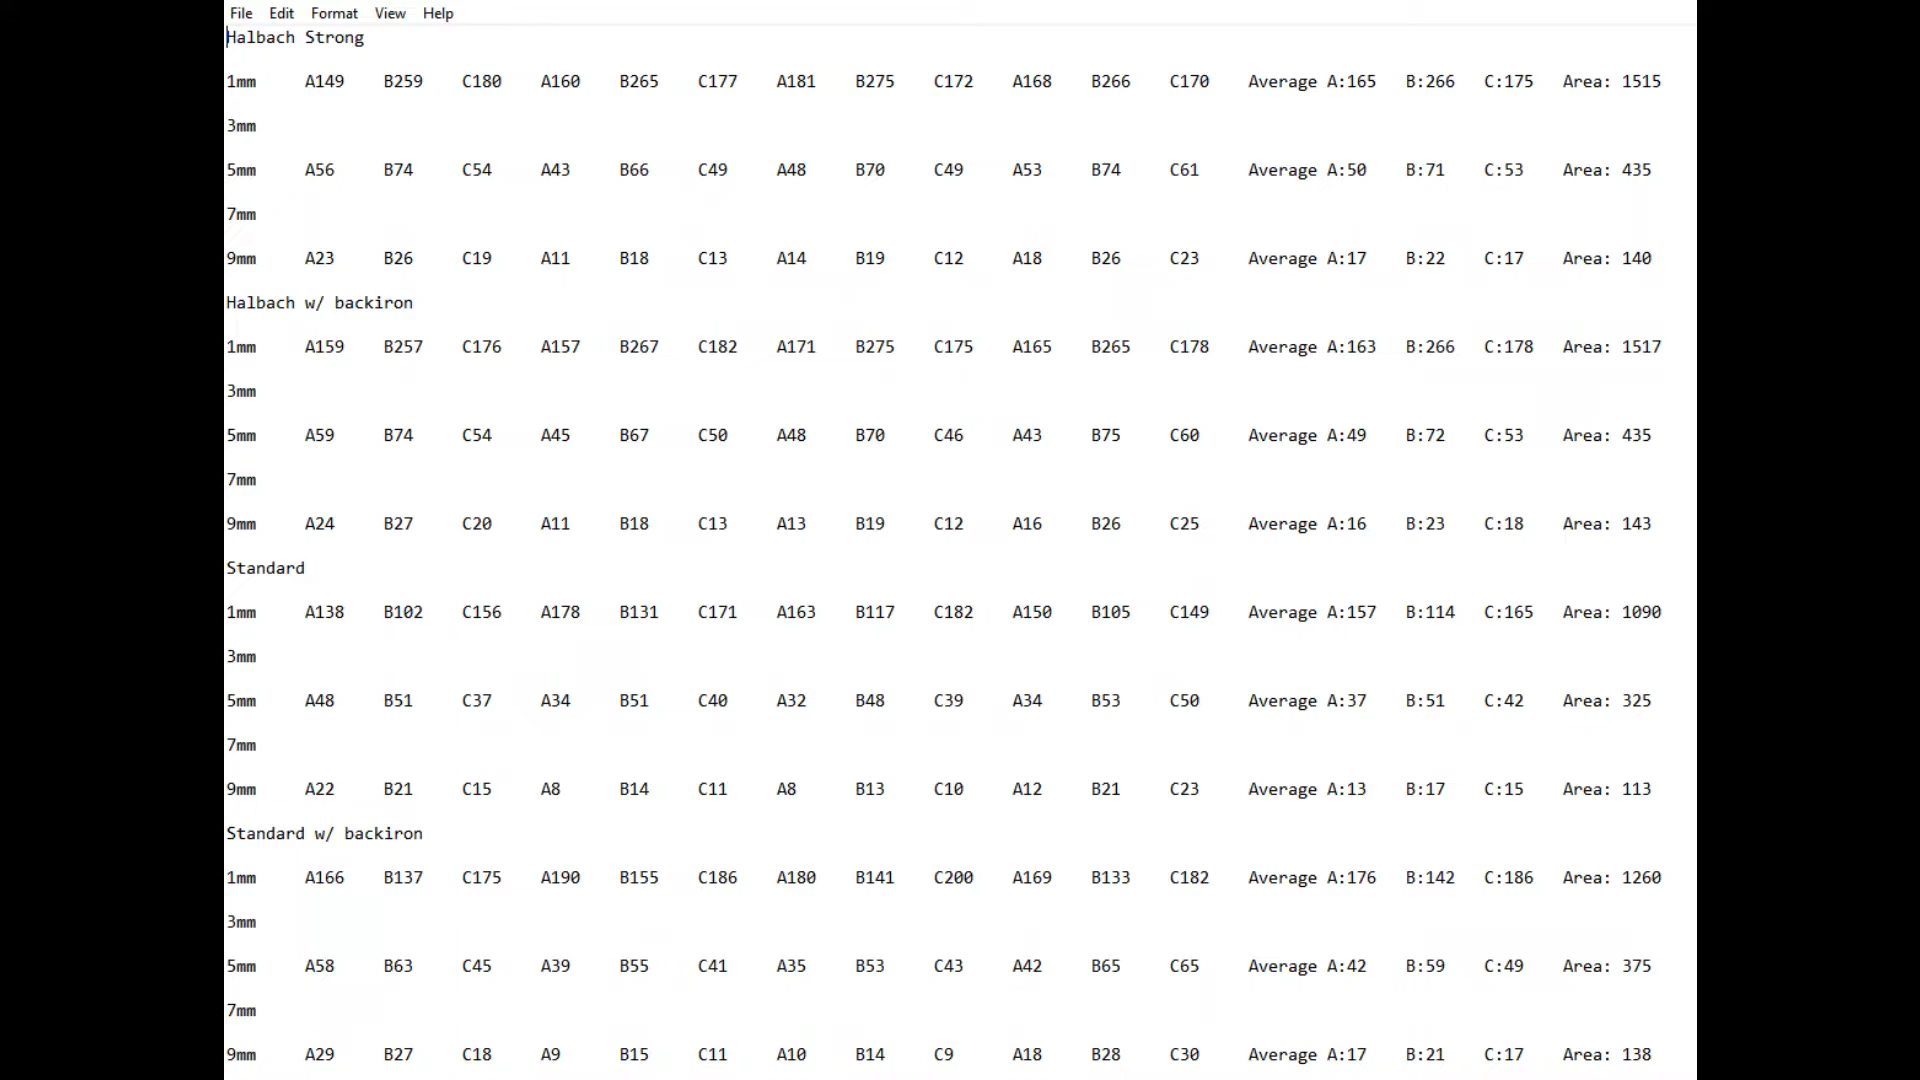 File Edit Format View Help
Halbach Strong
1mm A149 B259 C180 A160 B265 C177 A181 B275 C172 A168 B266 C170 Average A:165 B:266 C:175 Area: 1515
3mm
5mm A56 B74 C54 A43 B66 C49 A48 B70 C49 A53 B74 C61 Average A:50 B:71 C:53 Area: 435
7mm
9mm A23 B26 C19 A11 B18 C13 A14 B19 C12 A18 B26 C23 Average A:17 B:22 C:17 Area: 140
Halbach w/ backiron
1mm A159 B257 C176 A157 B267 C182 A171 B275 C175 A165 B265 C178 Average A:163 B:266 C:178 Area: 1517
3mm
5mm A59 B74 C54 A45 B67 C50 A48 B70 C46 A43 B75 C60 Average A:49 B:72 C:53 Area: 435
7mm
9mm A24 B27 C20 A11 B18 C13 A13 B19 C12 A16 B26 C25 Average A:16 B:23 C:18 Area: 143
Standard
1mm A138 B102 C156 A178 B131 C171 A163 B117 C182 A150 B105 C149 Average A:157 B:114 C:165 Area: 1090
3mm
5mm A48 B51 C37 A34 B51 C40 A32 B48 C39 A34 B53 C50 Average A:37 B:51 C:42 Area: 325
7mm
9mm A22 B21 C15 A8 B14 C11 A8 B13 C10 A12 B21 C23 Average A:13 B:17 C:15 Area: 113
Standard w/ backiron
1mm A166 B137 C175 A190 B155 C186 A180 B141 C200 A169 B133 C182 Average A:176 B:142 C:186 Area: 1260
3mm
5mm A58 B63 C45 A39 B55 C41 A35 B53 C43 A42 B65 C65 Average A:42 B:59 C:49 Area: 375
7mm
9mm A29 B27 C18 A9 B15 C11 A10 B14 C9 A18 B28 C30 Average A:17 B:21 C:17 Area: 138